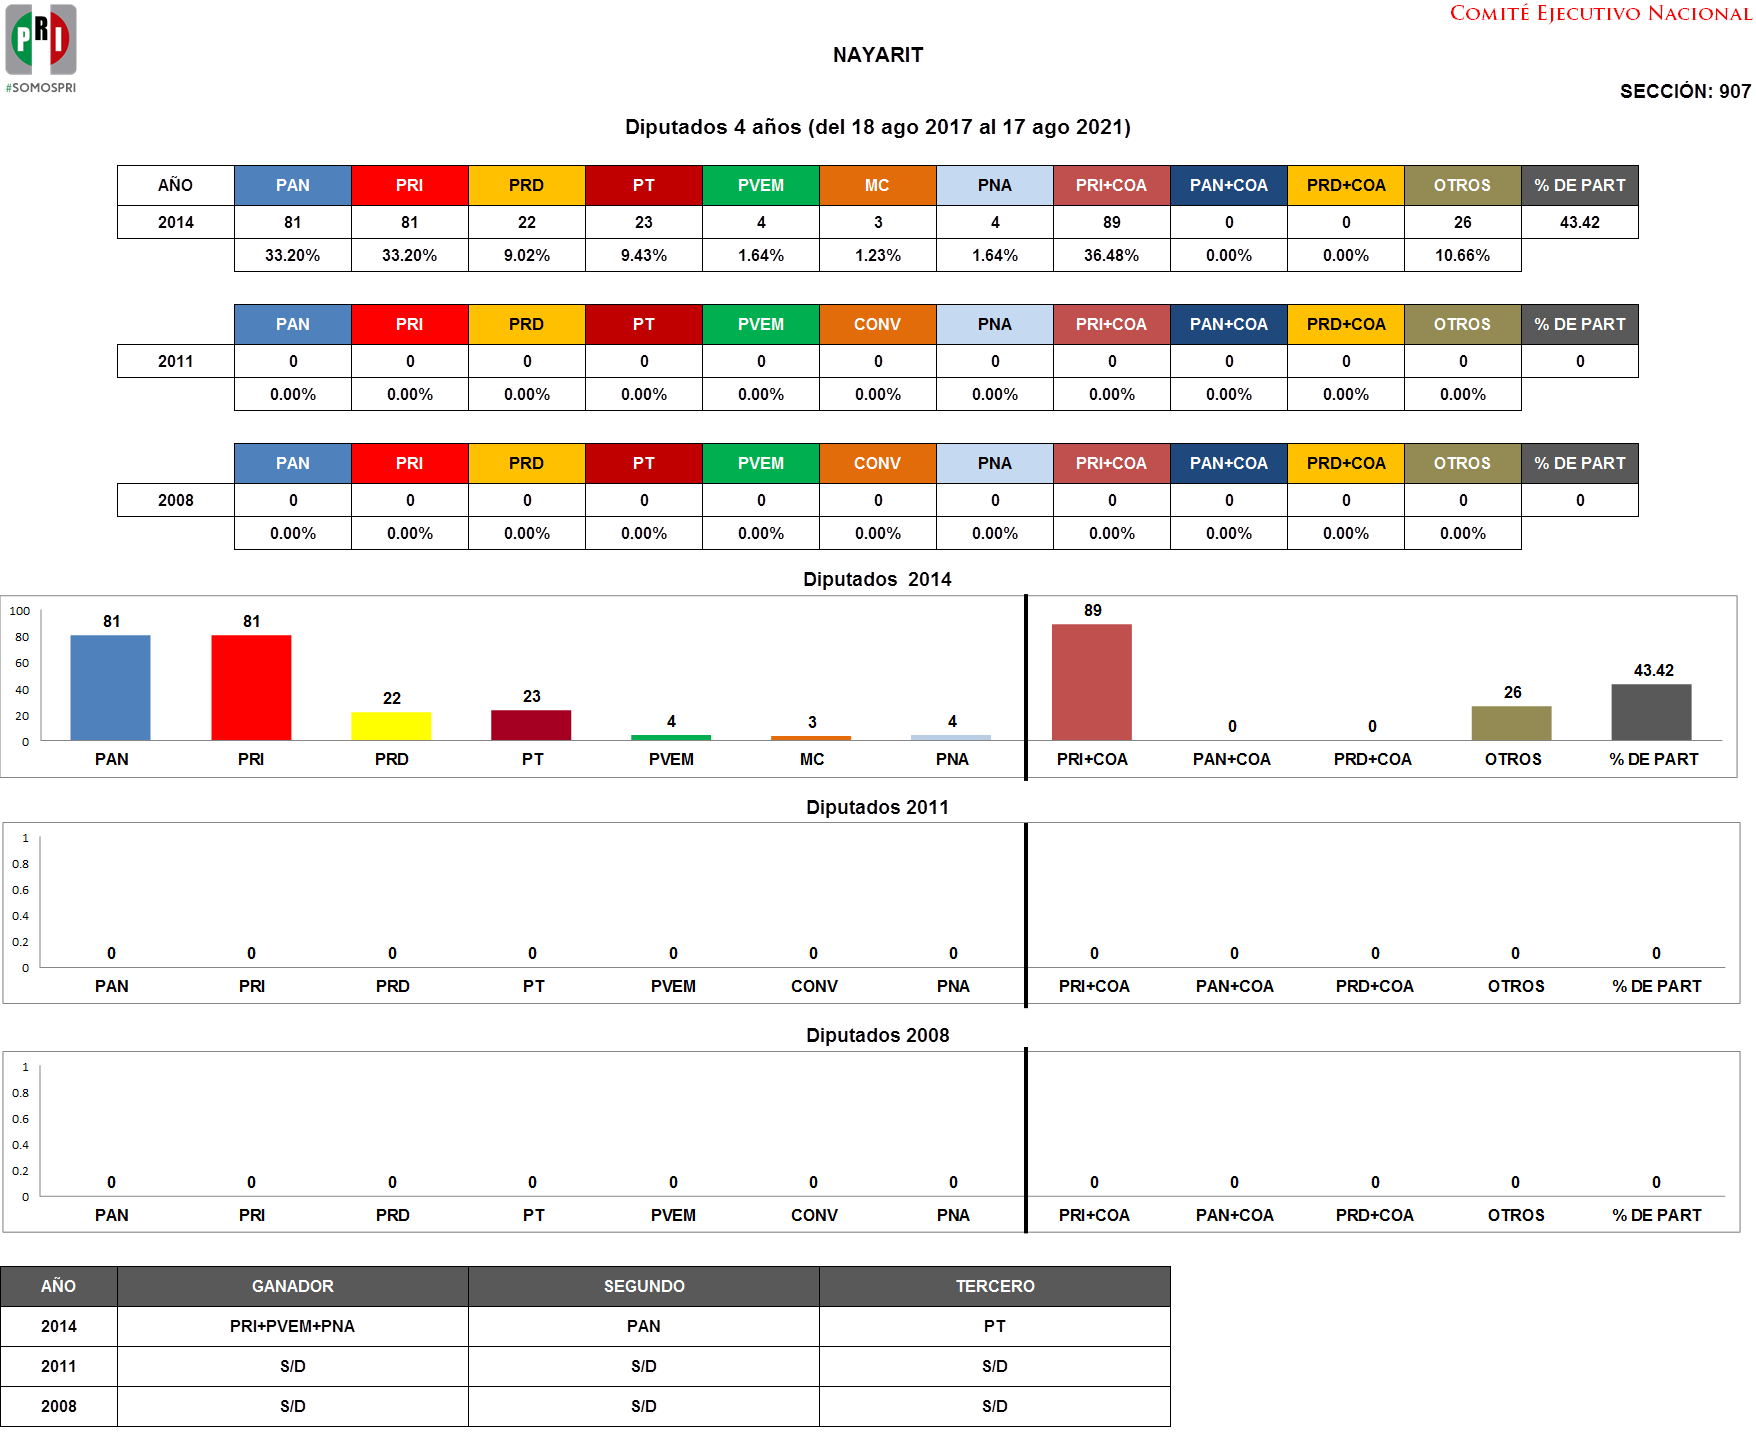 PRI
#SOMOSPRI
COMITÉ EJECUTIVO NACIONAL
NAYARIT
SECCIÓN: 907
Diputados 4 años (del 18 ago 2017 al 17 ago 2021)
AÑO PAN PRI PRD PT PVEM MC PNA PRI+COA PAN+COA PRD+COA OTROS % DE PART
2014 81 81 22 23 4 3 4 89 0 0 26 43.42
33.20% 33.20% 9.02% 9.43% 1.64% 1.23% 1.64% 36.48% 0.00% 0.00% 10.66%
PAN PRI PRD PT PVEM CONV PNA PRI+COA PAN+COA PRD+COA OTROS % DE PART
2011 0 0 0 0 0 0 0 0 0 0 0 0
0.00% 0.00% 0.00% 0.00% 0.00% 0.00% 0.00% 0.00% 0.00% 0.00% 0.00%
PAN PRI PRD PT PVEM CONV PNA PRI+COA PAN+COA PRD+COA OTROS % DE PART
2008 0 0 0 0 0 0 0 0 0 0 0 0
0.00% 0.00% 0.00% 0.00% 0.00% 0.00% 0.00% 0.00% 0.00% 0.00% 0.00%
Diputados 2014
100
80
60
40
20
0
81 81 22 23 4 3 4 89 0 0 26 43.42
PAN PRI PRD PT PVEM MC PNA PRI+COA PAN+COA PRD+COA OTROS % DE PART
Diputados 2011
1
0.8
0.6
0.4
0.2
0
0 0 0 0 0 0 0 0 0 0 0 0
PAN PRI PRD PT PVEM CONV PNA PRI+COA PAN+COA PRD+COA OTROS % DE PART
Diputados 2008
1
0.8
0.6
0.4
0.2
0
0 0 0 0 0 0 0 0 0 0 0 0
PAN PRI PRD PT PVEM CONV PNA PRI+COA PAN+COA PRD+COA OTROS % DE PART
AÑO GANADOR SEGUNDO TERCERO
2014 PRI+PVEM+PNA PAN PT
2011 S/D S/D S/D
2008 S/D S/D S/D